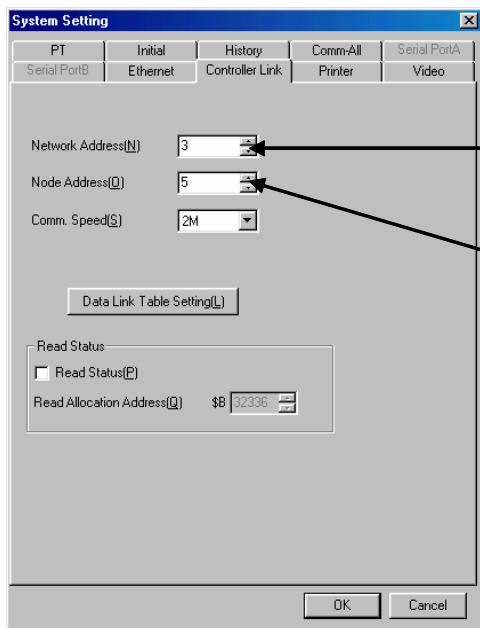 System Setting
PT Initial History Comm-All Serial PortA
Serial PortB Ethernet Controller Link Printer Video
Network Address(N) 3
Node Address(O) 5
Comm. Speed(S) 2M
Data Link Table Setting(L)
Read Status
Read Status(P)
Read Allocation Address(Q) $B 32336
OK Cancel